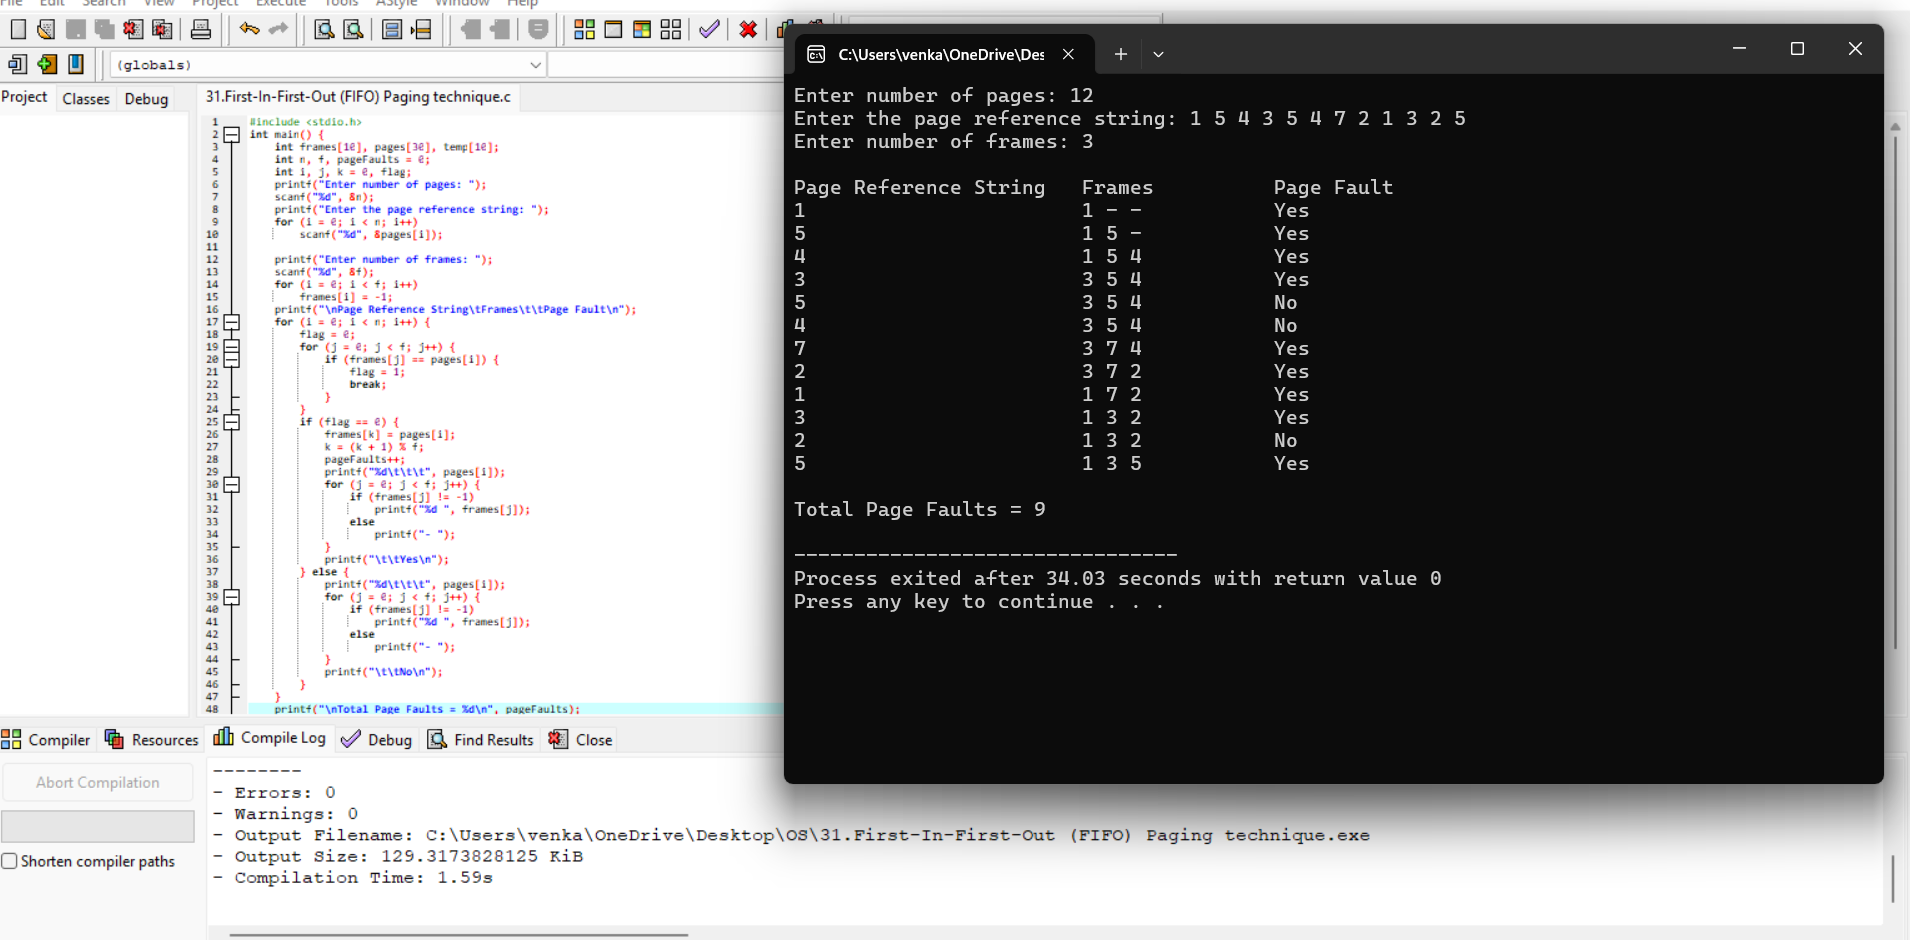 File Edit Search View Project Execute Tools AStyle Window Help
(globals)
Project Classes Debug
31.First-In-First-Out (FIFO) Paging technique.c
1 #include <stdio.h>
2 int main() {
3 int frames[10], pages[30], temp[10];
4 int n, f, pageFaults = 0;
5 int i, j, k = 0, flag;
6 printf("Enter number of pages: ");
7 scanf("%d", &n);
8 printf("Enter the page reference string: ");
9 for (i = 0; i < n; i++)
10 scanf("%d", &pages[i]);
11
12 printf("Enter number of frames: ");
13 scanf("%d", &f);
14 for (i = 0; i < f; i++)
15 frames[i] = -1;
16 printf("\nPage Reference String\tFrames\t\tPage Fault\n");
17 for (i = 0; i < n; i++) {
18 flag = 0;
19 for (j = 0; j < f; j++) {
20 if (frames[j] == pages[i]) {
21 flag = 1;
22 break;
23 }
24 }
25 if (flag == 0) {
26 frames[k] = pages[i];
27 k = (k + 1) % f;
28 pageFaults++;
29 printf("%d\t\t\t", pages[i]);
30 for (j = 0; j < f; j++) {
31 if (frames[j] != -1)
32 printf("%d ", frames[j]);
33 else
34 printf("- ");
35 }
36 printf("\t\tYes\n");
37 } else {
38 printf("%d\t\t\t", pages[i]);
39 for (j = 0; j < f; j++) {
40 if (frames[j] != -1)
41 printf("%d ", frames[j]);
42 else
43 printf("- ");
44 }
45 printf("\t\tNo\n");
46 }
47 }
48 printf("\nTotal Page Faults = %d\n", pageFaults);
C:\Users\venka\OneDrive\Des
Enter number of pages: 12
Enter the page reference string: 1 5 4 3 5 4 7 2 1 3 2 5
Enter number of frames: 3
Page Reference String Frames Page Fault
1 1 - - Yes
5 1 5 - Yes
4 1 5 4 Yes
3 3 5 4 Yes
5 3 5 4 No
4 3 5 4 No
7 3 7 4 Yes
2 3 7 2 Yes
1 1 7 2 Yes
3 1 3 2 Yes
2 1 3 2 No
5 1 3 5 Yes
Total Page Faults = 9
--------------------------------
Process exited after 34.03 seconds with return value 0
Press any key to continue . . .
Compiler Resources Compile Log Debug Find Results Close
Abort Compilation
Shorten compiler paths
--------
- Errors: 0
- Warnings: 0
- Output Filename: C:\Users\venka\OneDrive\Desktop\OS\31.First-In-First-Out (FIFO) Paging technique.exe
- Output Size: 129.3173828125 KiB
- Compilation Time: 1.59s